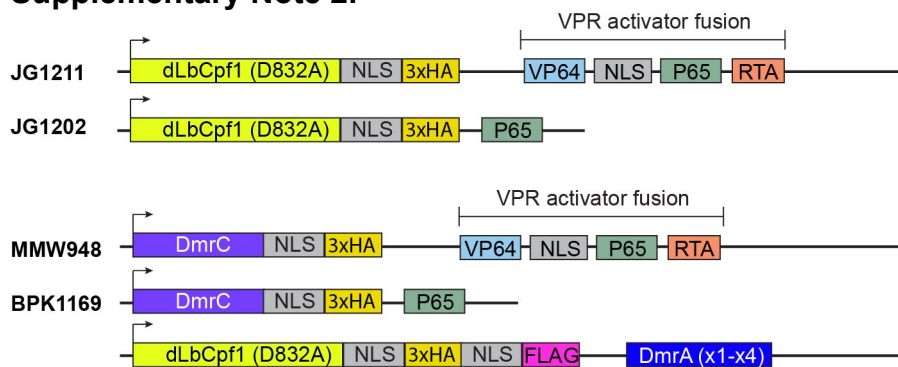 Supplementary Note 2:
VPR activator fusion
JG1211 dLbCpf1 (D832A) NLS 3xHA VP64 NLS P65 RTA
JG1202 dLbCpf1 (D832A) NLS 3xHA P65
VPR activator fusion
MMW948 DmrC NLS 3xHA VP64 NLS P65 RTA
BPK1169 DmrC NLS 3xHA P65
dLbCpf1 (D832A) NLS 3xHA NLS FLAG DmrA (x1-x4)